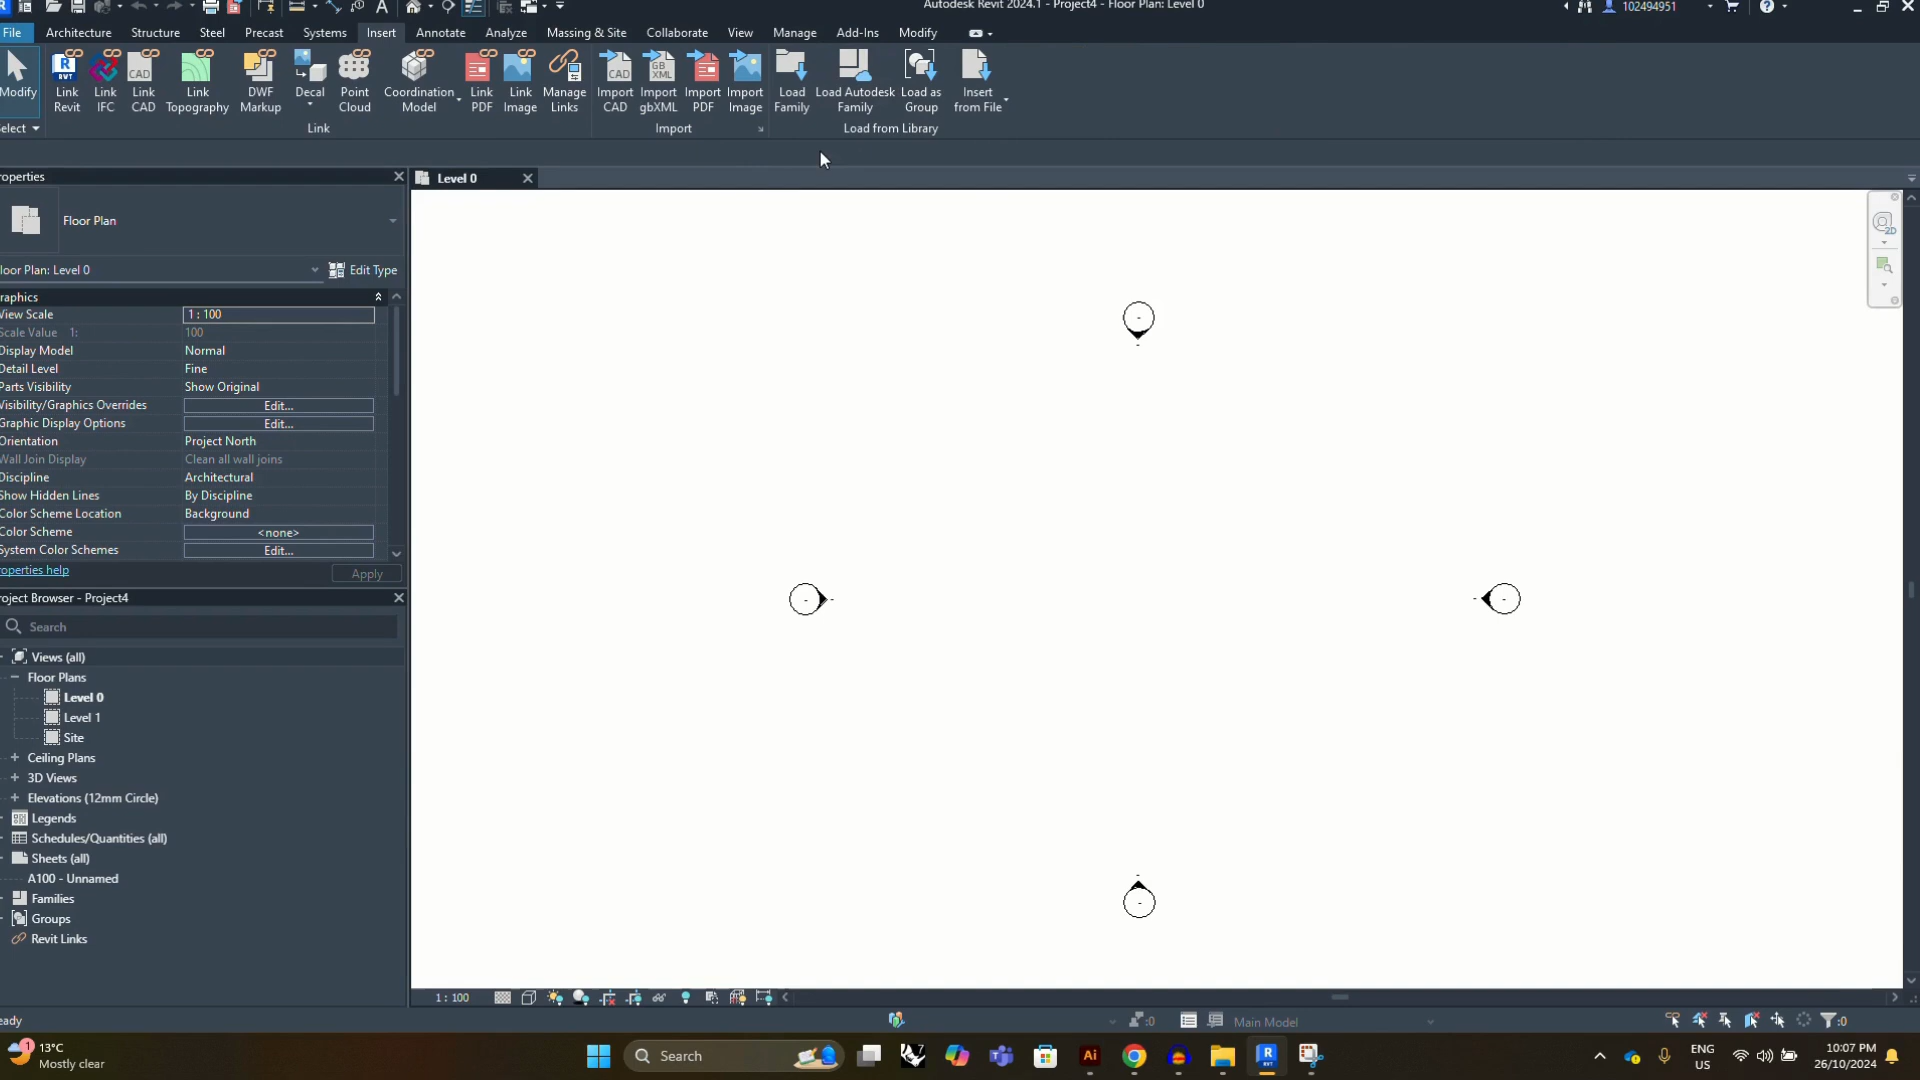 Autodesk Revit 2024.1 - Project4 - Floor Plan: Level 0
102494951
File Architecture Structure Steel Precast Systems Insert Annotate Analyze Massing & Site Collaborate View Manage Add-Ins Modify
Modify
Link Revit
Link IFC
Link CAD
Link Topography
DWF Markup
Decal
Point Cloud
Coordination Model
Link PDF
Link Image
Manage Links
Import CAD
Import gbXML
Import PDF
Import Image
Load Family
Load Autodesk Family
Load as Group
Insert from File
elect
Link
Import
Load from Library
roperties
Level 0
Floor Plan
loor Plan: Level 0
Edit Type
raphics
View Scale 1 : 100
Scale Value 1: 100
Display Model Normal
Detail Level Fine
Parts Visibility Show Original
Visibility/Graphics Overrides Edit...
Graphic Display Options Edit...
Orientation Project North
Wall Join Display Clean all wall joins
Discipline Architectural
Show Hidden Lines By Discipline
Color Scheme Location Background
Color Scheme <none>
System Color Schemes Edit...
roperties help
Apply
roject Browser - Project4
Search
Views (all)
Floor Plans
Level 0
Level 1
Site
Ceiling Plans
3D Views
Elevations (12mm Circle)
Legends
Schedules/Quantities (all)
Sheets (all)
A100 - Unnamed
Families
Groups
Revit Links
2D
1 : 100
eady
:0
Main Model
:0
1
13°C
Mostly clear
Search
ENG
US
10:07 PM
26/10/2024